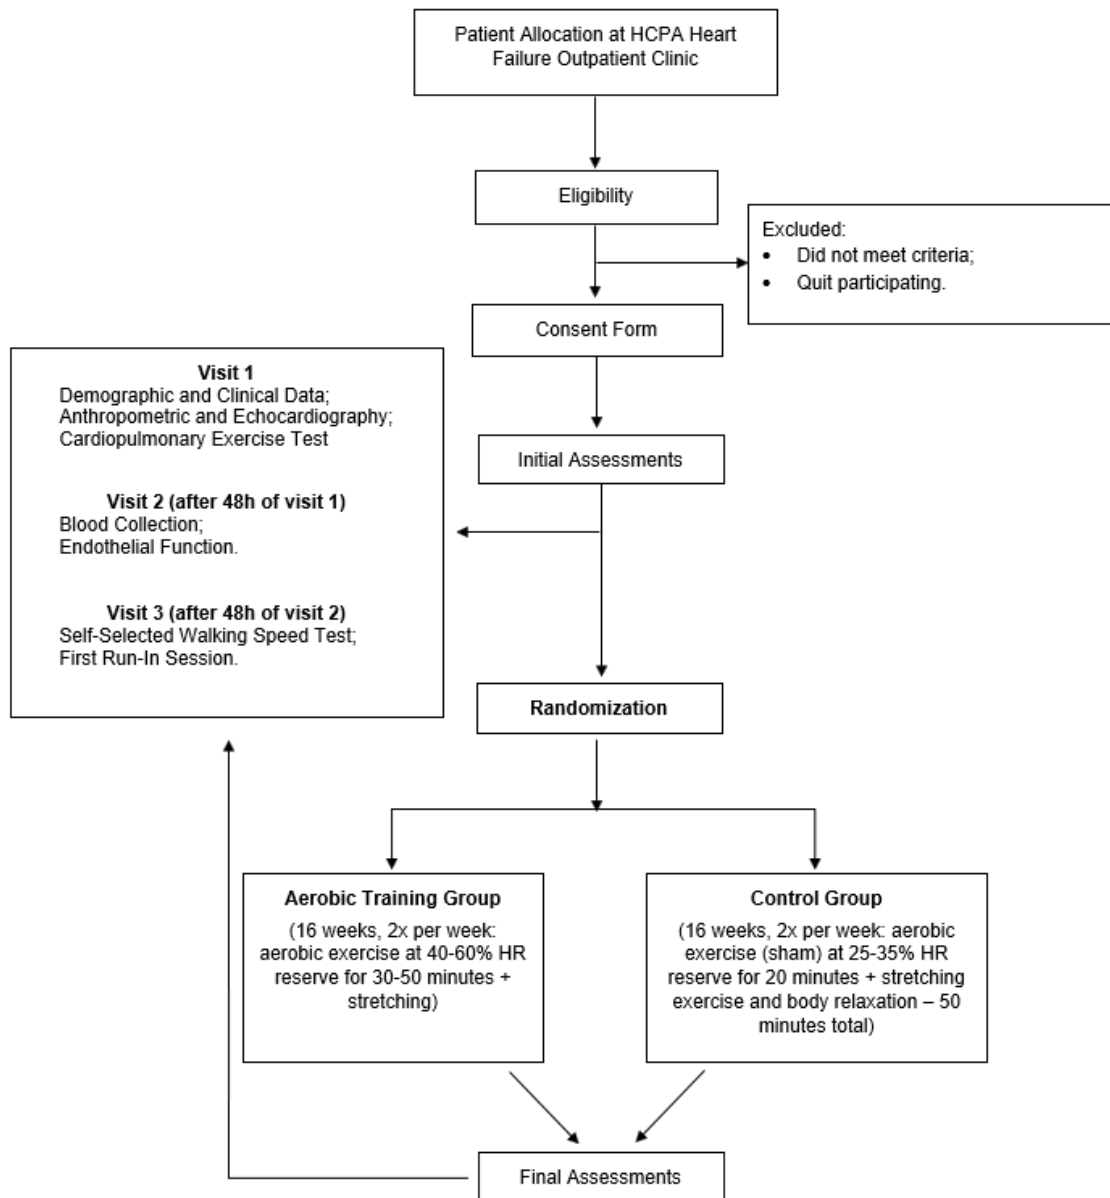 Patient Allocation at HCPA Heart
Failure Outpatient Clinic
Eligibility
Excluded:
• Did not meet criteria;
• Quit participating.
Consent Form
Visit 1
Demographic and Clinical Data;
Anthropometric and Echocardiography;
Cardiopulmonary Exercise Test
Visit 2 (after 48h of visit 1)
Blood Collection;
Endothelial Function.
Visit 3 (after 48h of visit 2)
Self-Selected Walking Speed Test;
First Run-In Session.
Initial Assessments
Randomization
Aerobic Training Group
(16 weeks, 2x per week:
aerobic exercise at 40-60% HR
reserve for 30-50 minutes +
stretching)
Control Group
(16 weeks, 2x per week: aerobic
exercise (sham) at 25-35% HR
reserve for 20 minutes + stretching
exercise and body relaxation – 50
minutes total)
Final Assessments